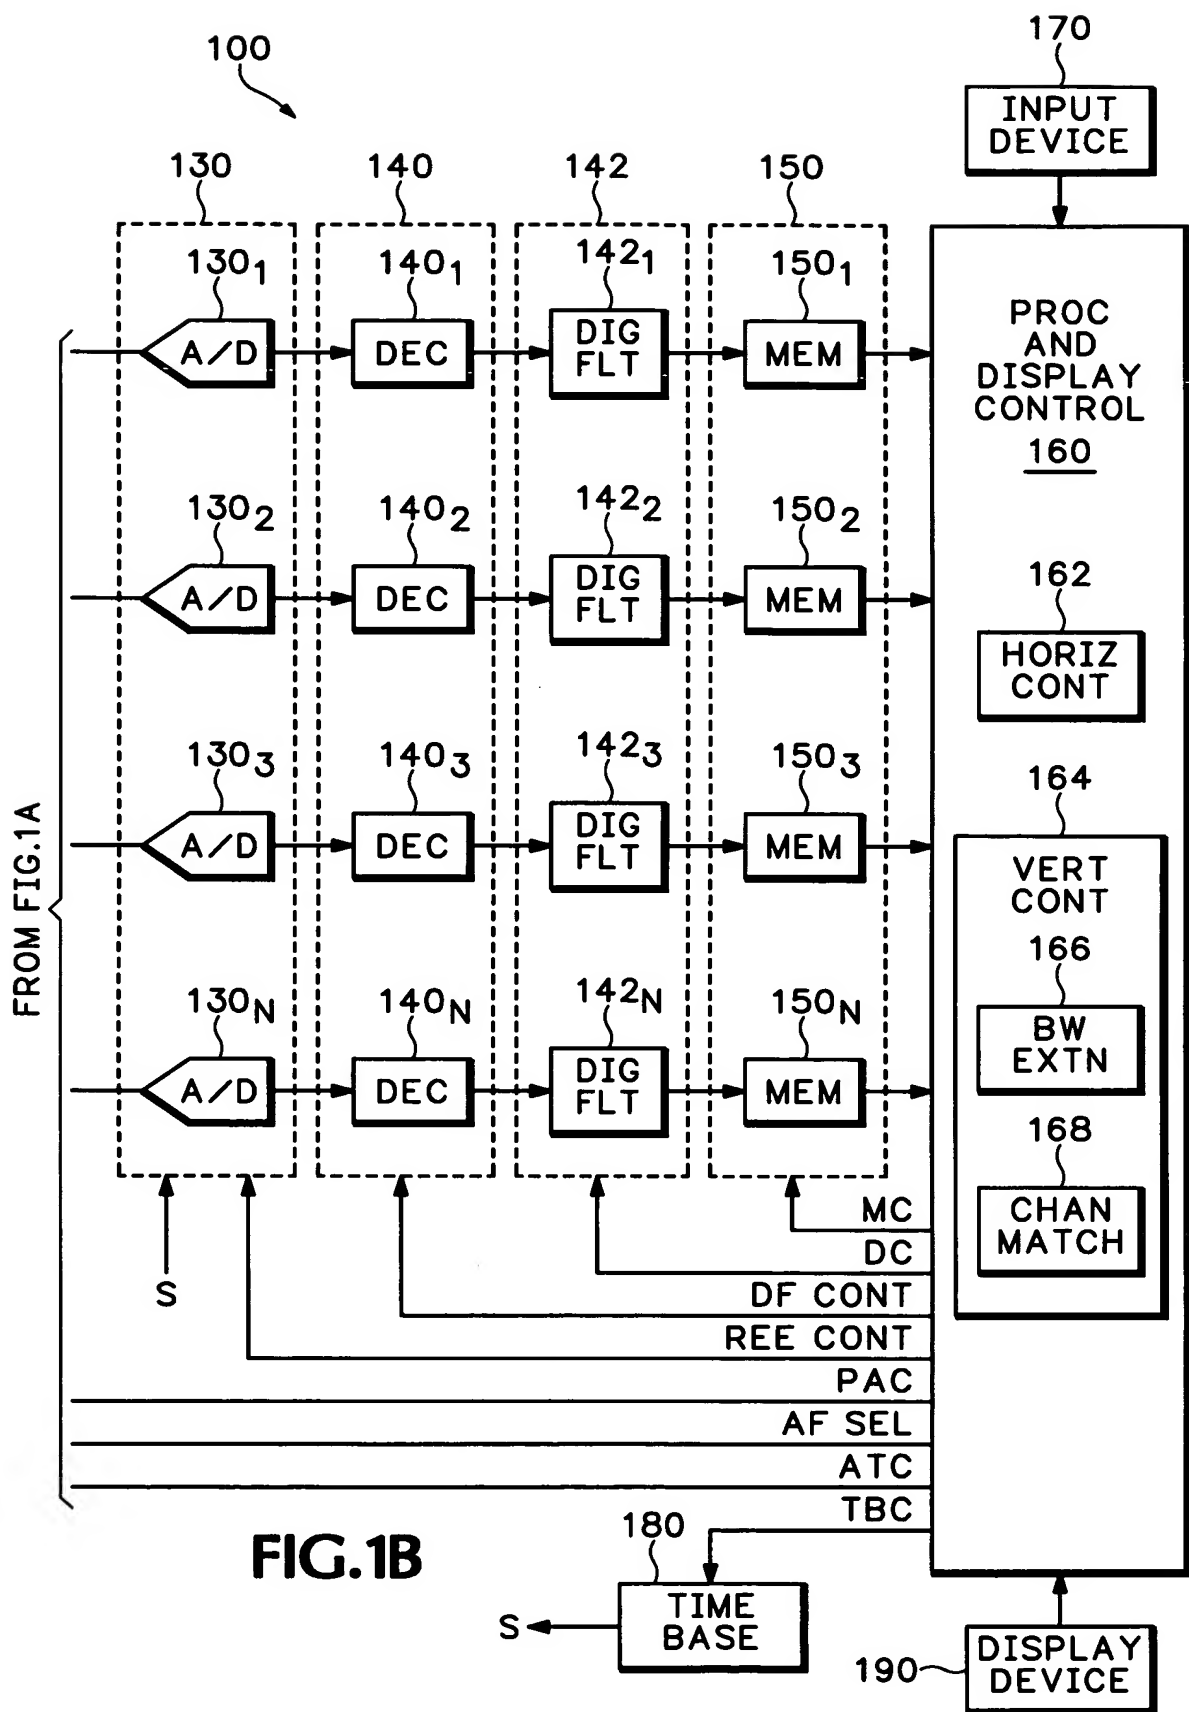 100
170
INPUT
DEVICE
130
140
142
150
130₁
140₁
142₁
150₁
A/D
DEC
DIG
FLT
MEM
PROC
AND
DISPLAY
CONTROL
160
130₂
140₂
142₂
150₂
A/D
DEC
DIG
FLT
MEM
162
HORIZ
CONT
130₃
140₃
142₃
150₃
A/D
DEC
DIG
FLT
MEM
164
VERT
CONT
FROM FIG.1A
166
BW
EXTN
130N
140N
142N
150N
A/D
DEC
DIG
FLT
MEM
168
CHAN
MATCH
S
MC
DC
DF CONT
REE CONT
PAC
AF SEL
ATC
TBC
FIG.1B
180
TIME
BASE
S
190
DISPLAY
DEVICE